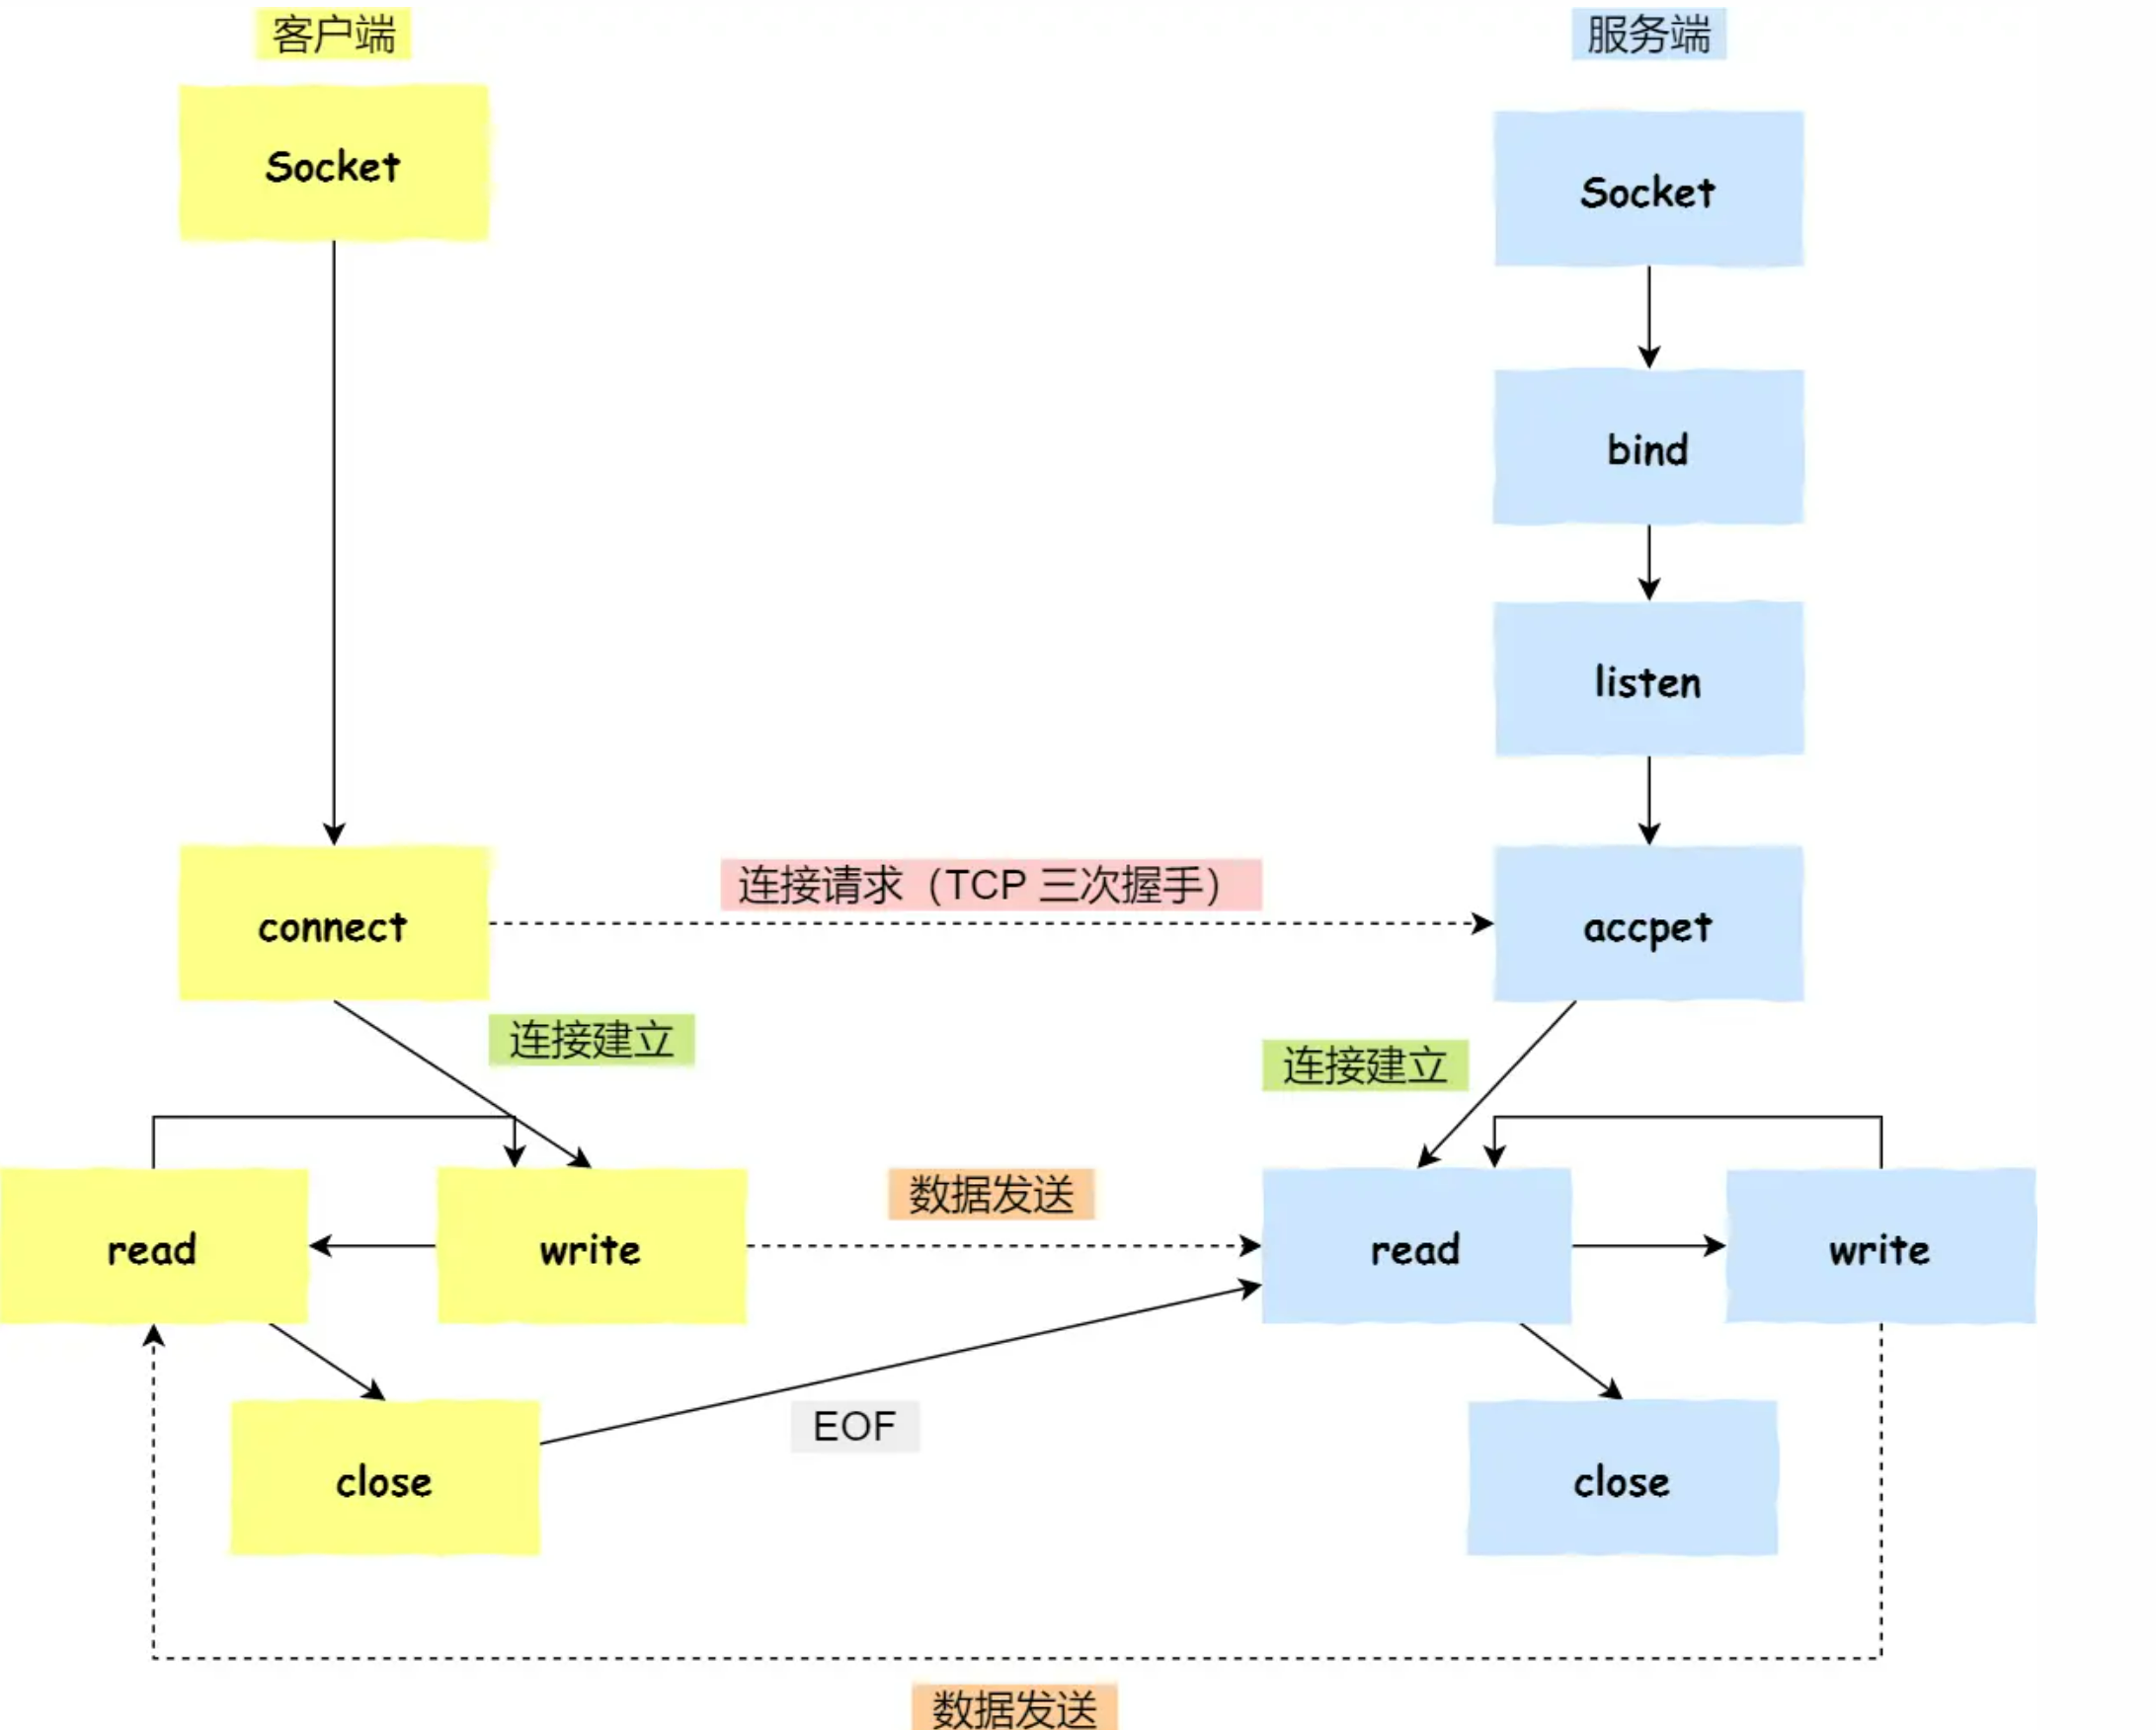 客户端
服务端
Socket
Socket
bind
listen
connect
连接请求（TCP 三次握手）
accpet
连接建立
连接建立
read
write
数据发送
read
write
EOF
close
close
数据发送